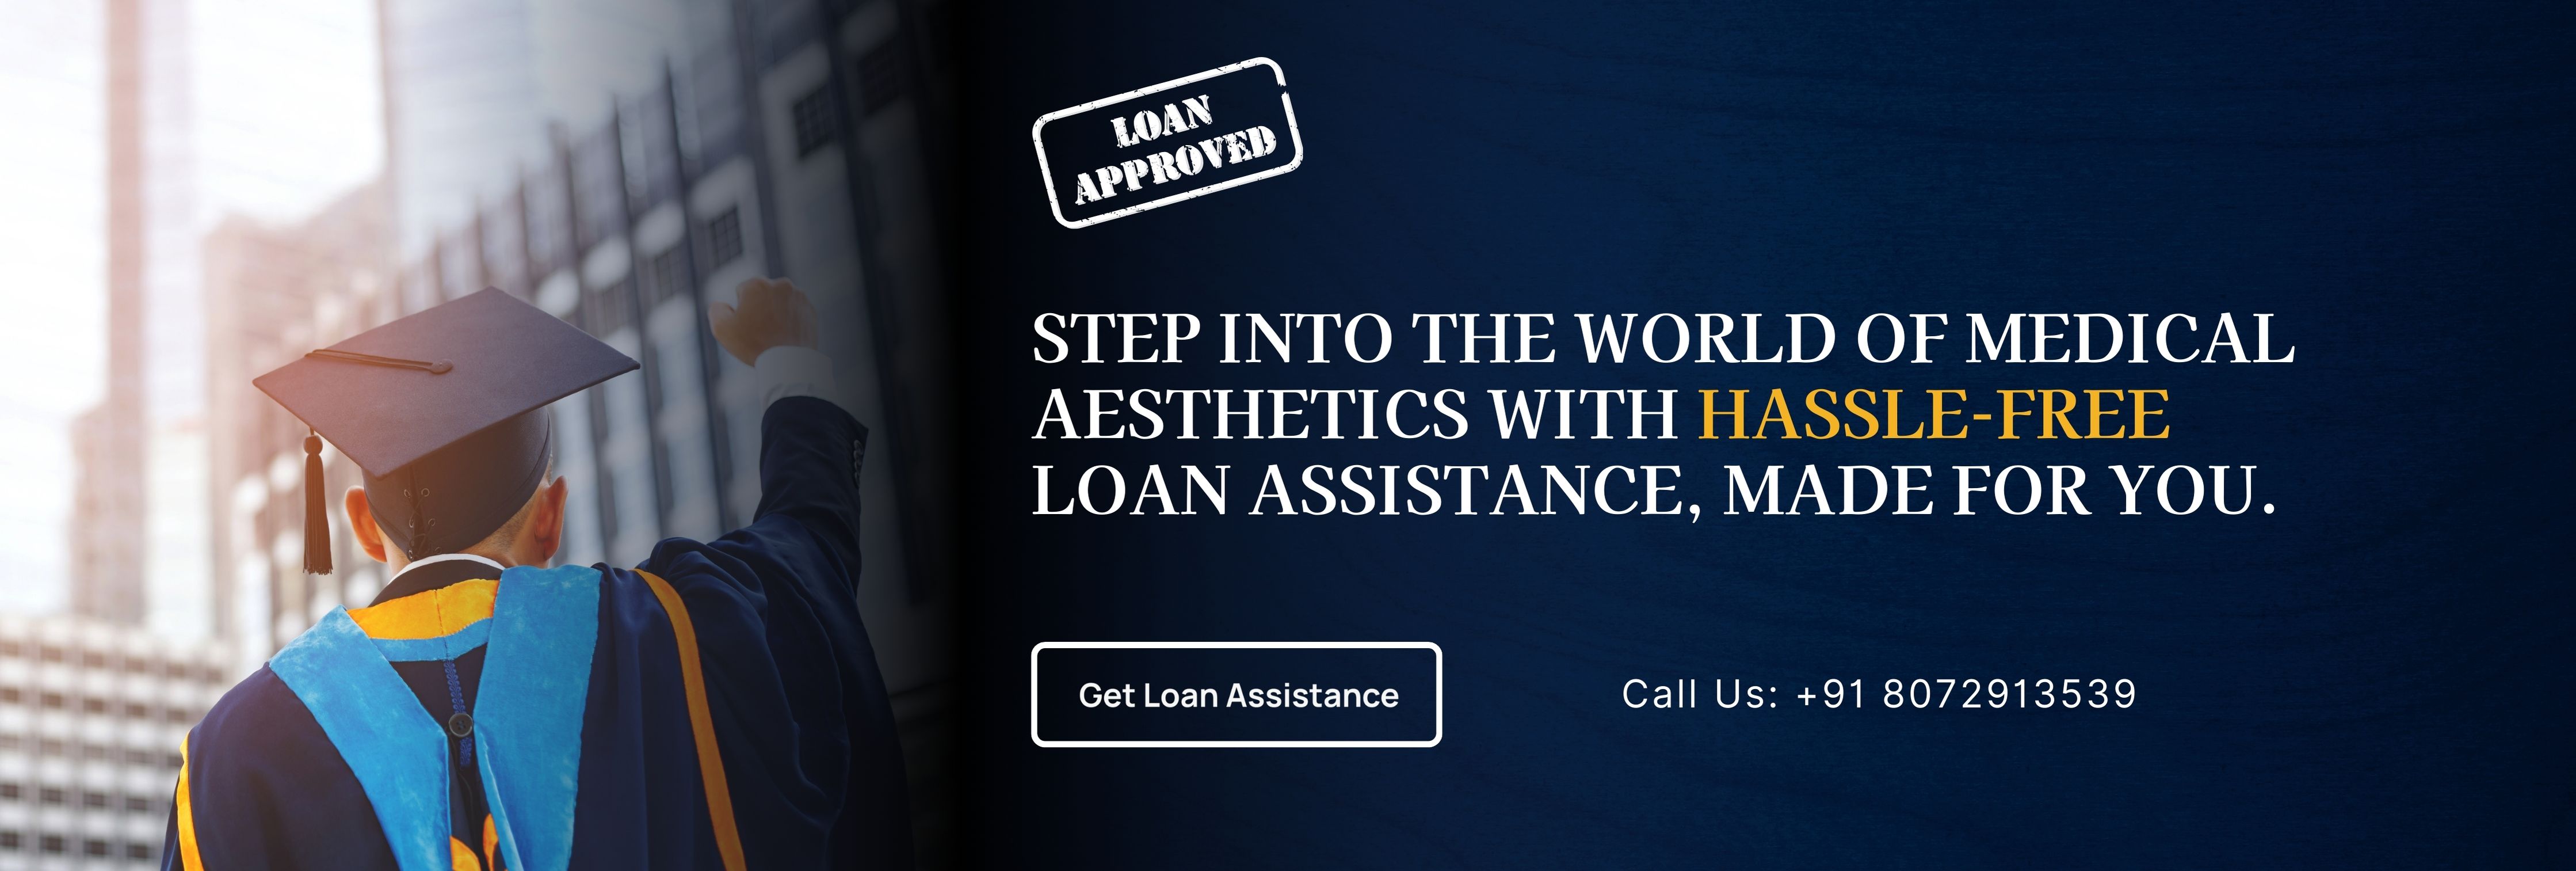 LOAN
APPROVED
STEP INTO THE WORLD OF MEDICAL
AESTHETICS WITH HASSLE-FREE
LOAN ASSISTANCE, MADE FOR YOU.
Get Loan Assistance
Call Us: +91 8072913539